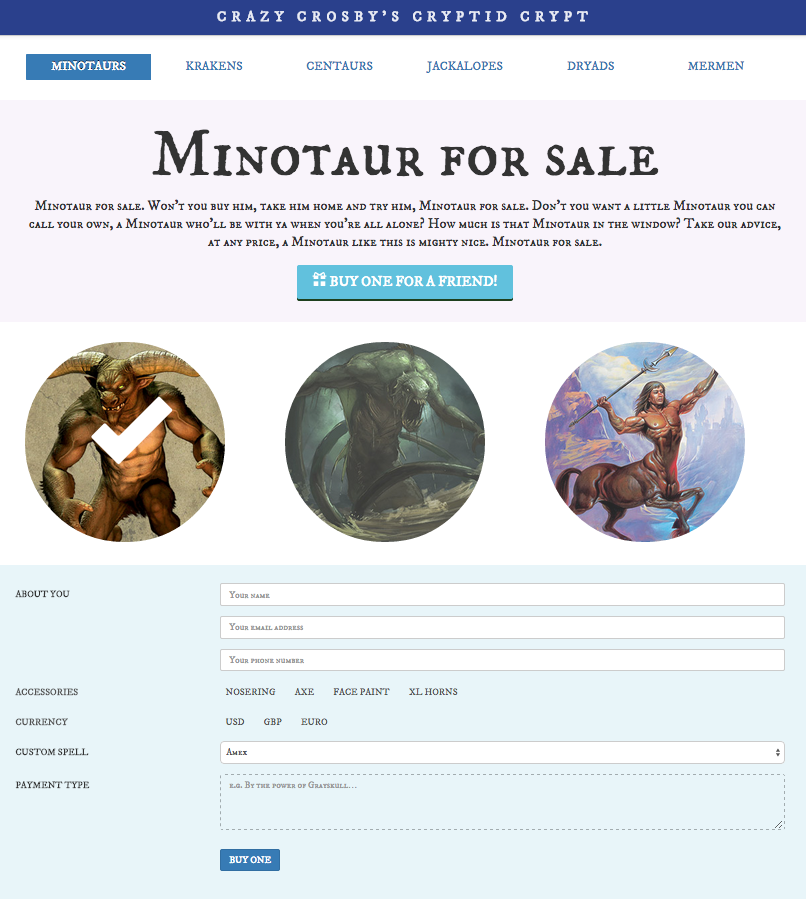 CRAZY CROSBY'S CRYPTID CRYPT
MINOTAURS KRAKENS CENTAURS JACKALOPES DRYADS MERMEN
Minotaur for sale
Minotaur for sale. Won't you buy him, take him home and try him, Minotaur for sale. Don't you want a little Minotaur you can
call your own, a Minotaur who'll be with ya when you're all alone? How much is that Minotaur in the window? Take our advice,
at any price, a Minotaur like this is mighty nice. Minotaur for sale.
BUY ONE FOR A FRIEND!
ABOUT YOU
Your name
Your email address
Your phone number
ACCESSORIES NOSERING AXE FACE PAINT XL HORNS
CURRENCY USD GBP EURO
CUSTOM SPELL Amex
PAYMENT TYPE e.g. By the power of Grayskull...
BUY ONE